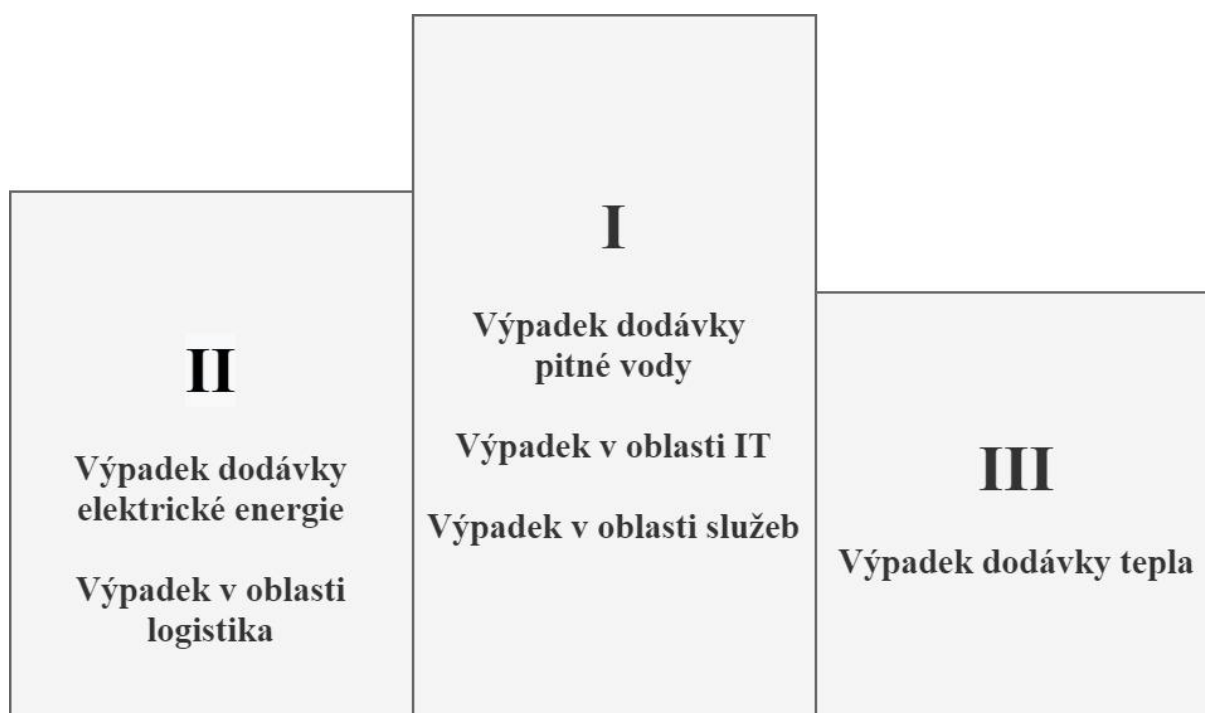 I
Výpadek dodávky
pitné vody
Výpadek v oblasti IT
Výpadek v oblasti služeb
II
Výpadek dodávky
elektrické energie
Výpadek v oblasti
logistika
III
Výpadek dodávky tepla